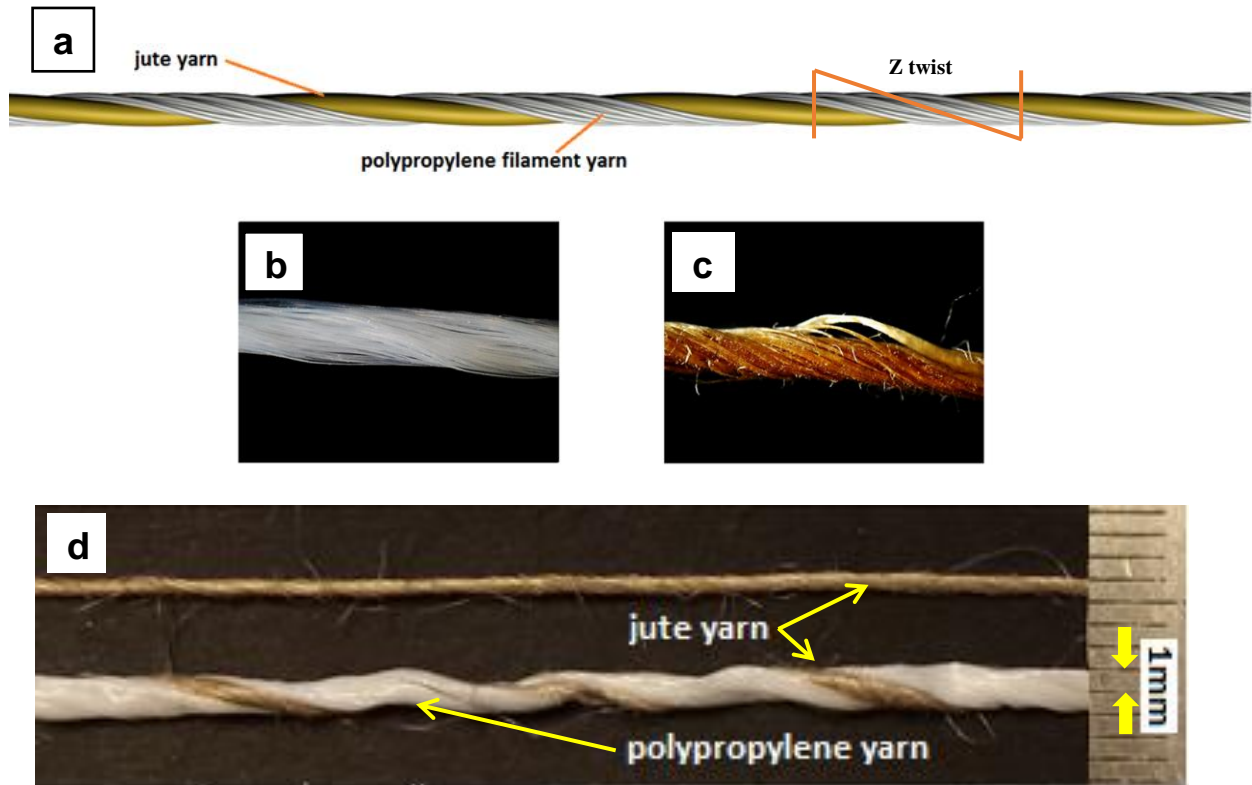 a
jute yarn
Z twist
polypropylene filament yarn
b
c
d
jute yarn
polypropylene yarn
1mm